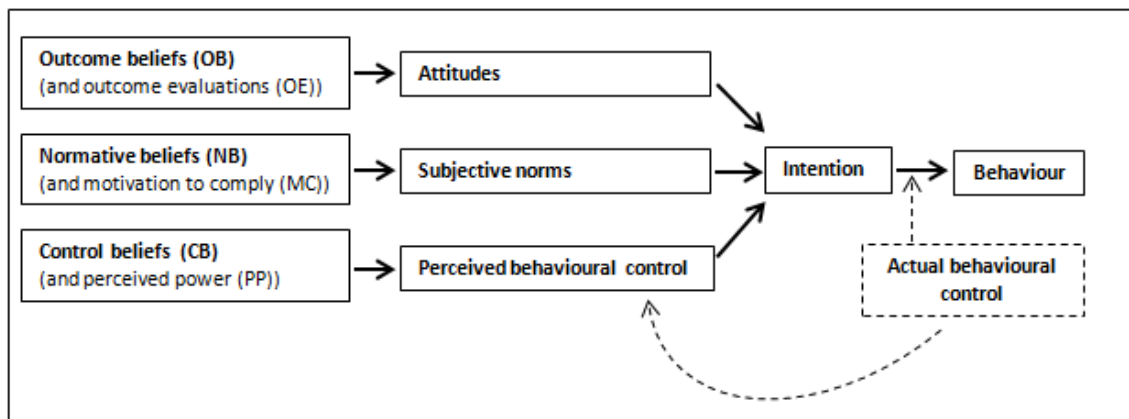 Outcome beliefs (OB)
(and outcome evaluations (OE))
Attitudes
Normative beliefs (NB)
(and motivation to comply (MC))
Subjective norms
Intention
Behaviour
Control beliefs (CB)
(and perceived power (PP))
Perceived behavioural control
Actual behavioural
control